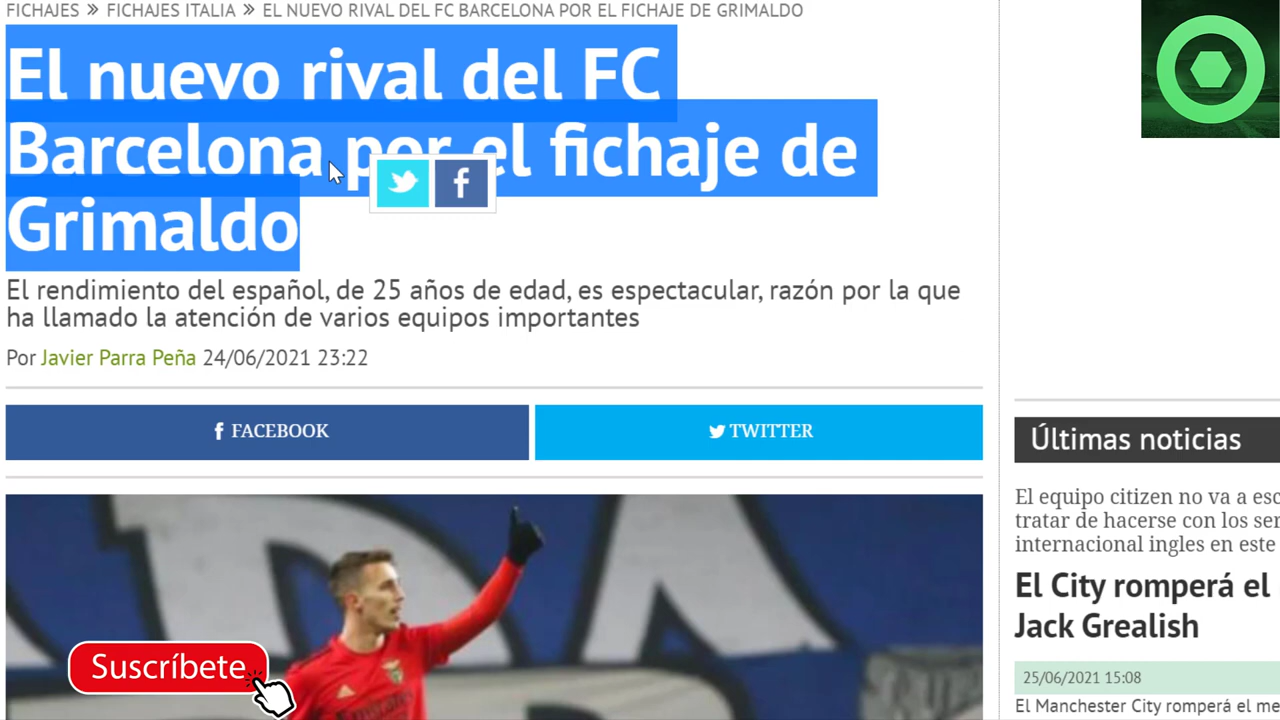 FICHAJES » FICHAJES ITALIA » EL NUEVO RIVAL DEL FC BARCELONA POR EL FICHAJE DE GRIMALDO
El nuevo rival del FC
Barcelona por el fichaje de
Grimaldo
El rendimiento del español, de 25 años de edad, es espectacular, razón por la que
ha llamado la atención de varios equipos importantes
Por Javier Parra Peña 24/06/2021 23:22
FACEBOOK
TWITTER
Suscríbete
Últimas noticias
El equipo citizen no va a esc
tratar de hacerse con los ser
internacional ingles en este
El City romperá el
Jack Grealish
25/06/2021 15:08
El Manchester City romperá el me